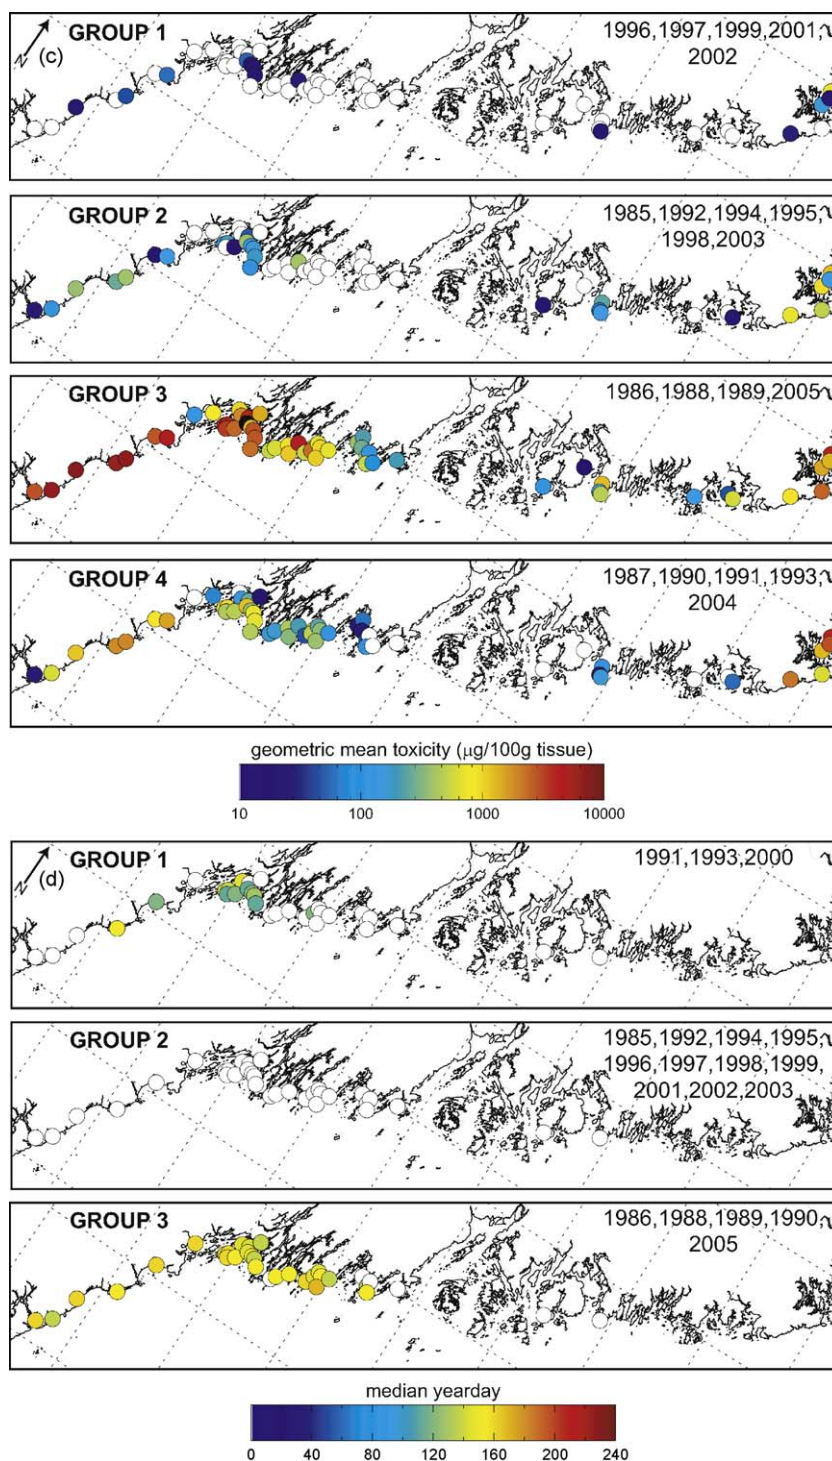 GROUP 1
1996,1997,1999,2001,
2002
N
(c)
GROUP 2
1985,1992,1994,1995,
1998,2003
GROUP 3
1986,1988,1989,2005
GROUP 4
1987,1990,1991,1993,
2004
geometric mean toxicity (µg/100g tissue)
10 100 1000 10000
GROUP 1
1991,1993,2000
N
(d)
GROUP 2
1985,1992,1994,1995,
1996,1997,1998,1999,
2001,2002,2003
GROUP 3
1986,1988,1989,1990,
2005
median yearday
0 40 80 120 160 200 240